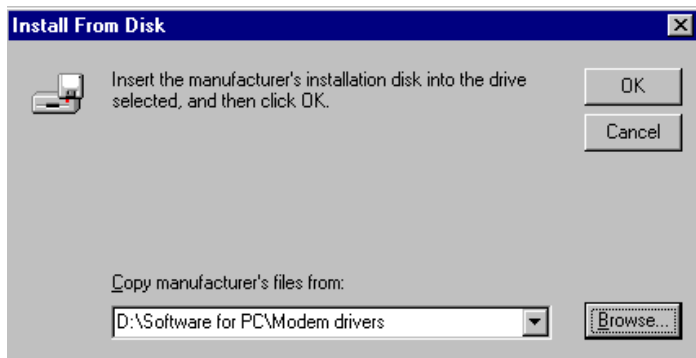 Install From Disk
Insert the manufacturer's installation disk into the drive
selected, and then click OK.
OK
Cancel
Copy manufacturer's files from:
D:\Software for PC\Modem drivers
Browse...